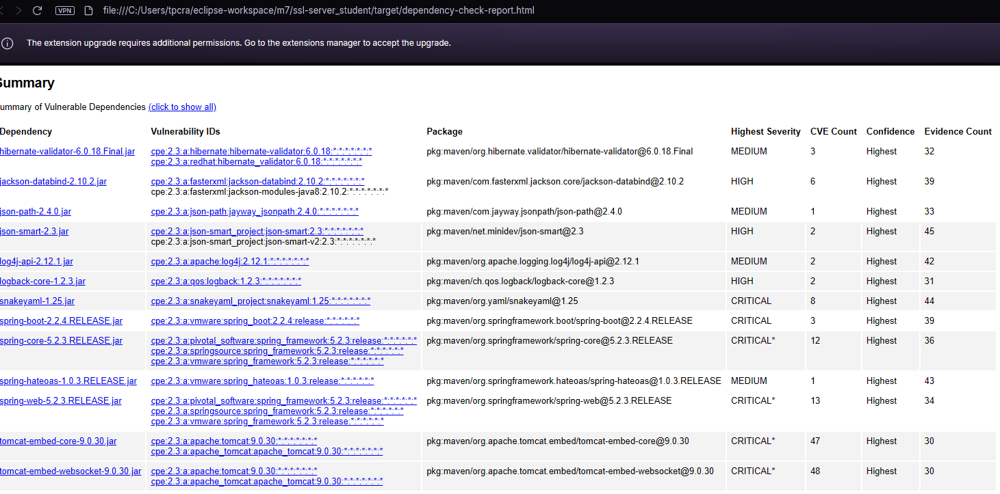 VPN file:///C:/Users/tpcra/eclipse-workspace/m7/ssl-server_student/target/dependency-check-report.html
The extension upgrade requires additional permissions. Go to the extensions manager to accept the upgrade.
Summary
ummary of Vulnerable Dependencies (click to show all)
Dependency Vulnerability IDs Package Highest Severity CVE Count Confidence Evidence Count
hibernate-validator-6.0.18.Final.jar cpe:2.3:a:hibernate:hibernate-validator:6.0.18:*:*:*:*:*:*:* pkg:maven/org.hibernate.validator/hibernate-validator@6.0.18.Final MEDIUM 3 Highest 32
cpe:2.3:a:redhat:hibernate_validator:6.0.18:*:*:*:*:*:*:*
jackson-databind-2.10.2.jar cpe:2.3:a:fasterxml:jackson-databind:2.10.2:*:*:*:*:*:*:* pkg:maven/com.fasterxml.jackson.core/jackson-databind@2.10.2 HIGH 6 Highest 39
cpe:2.3:a:fasterxml:jackson-modules-java8:2.10.2:*:*:*:*:*:*:*
json-path-2.4.0.jar cpe:2.3:a:json-path:jayway_jsonpath:2.4.0:*:*:*:*:*:*:* pkg:maven/com.jayway.jsonpath/json-path@2.4.0 MEDIUM 1 Highest 33
json-smart-2.3.jar cpe:2.3:a:json-smart_project:json-smart:2.3:*:*:*:*:*:*:* pkg:maven/net.minidev/json-smart@2.3 HIGH 2 Highest 45
cpe:2.3:a:json-smart_project:json-smart-v2:2.3:*:*:*:*:*:*:*
log4j-api-2.12.1.jar cpe:2.3:a:apache:log4j:2.12.1:*:*:*:*:*:*:* pkg:maven/org.apache.logging.log4j/log4j-api@2.12.1 MEDIUM 2 Highest 42
logback-core-1.2.3.jar cpe:2.3:a:qos:logback:1.2.3:*:*:*:*:*:*:* pkg:maven/ch.qos.logback/logback-core@1.2.3 HIGH 2 Highest 31
snakeyaml-1.25.jar cpe:2.3:a:snakeyaml_project:snakeyaml:1.25:*:*:*:*:*:*:* pkg:maven/org.yaml/snakeyaml@1.25 CRITICAL 8 Highest 44
spring-boot-2.2.4.RELEASE.jar cpe:2.3:a:vmware:spring_boot:2.2.4:release:*:*:*:*:*:* pkg:maven/org.springframework.boot/spring-boot@2.2.4.RELEASE CRITICAL 3 Highest 39
spring-core-5.2.3.RELEASE.jar cpe:2.3:a:pivotal_software:spring_framework:5.2.3:release:*:*:*:*:*:* pkg:maven/org.springframework/spring-core@5.2.3.RELEASE CRITICAL* 12 Highest 36
cpe:2.3:a:springsource:spring_framework:5.2.3:release:*:*:*:*:*:*
cpe:2.3:a:vmware:spring_framework:5.2.3:release:*:*:*:*:*:*
spring-hateoas-1.0.3.RELEASE.jar cpe:2.3:a:vmware:spring_hateoas:1.0.3:release:*:*:*:*:*:* pkg:maven/org.springframework.hateoas/spring-hateoas@1.0.3.RELEASE MEDIUM 1 Highest 43
spring-web-5.2.3.RELEASE.jar cpe:2.3:a:pivotal_software:spring_framework:5.2.3:release:*:*:*:*:*:* pkg:maven/org.springframework/spring-web@5.2.3.RELEASE CRITICAL* 13 Highest 34
cpe:2.3:a:springsource:spring_framework:5.2.3:release:*:*:*:*:*:*
cpe:2.3:a:vmware:spring_framework:5.2.3:release:*:*:*:*:*:*
tomcat-embed-core-9.0.30.jar cpe:2.3:a:apache:tomcat:9.0.30:*:*:*:*:*:*:* pkg:maven/org.apache.tomcat.embed/tomcat-embed-core@9.0.30 CRITICAL* 47 Highest 30
cpe:2.3:a:apache_tomcat:apache_tomcat:9.0.30:*:*:*:*:*:*:*
tomcat-embed-websocket-9.0.30.jar cpe:2.3:a:apache:tomcat:9.0.30:*:*:*:*:*:*:* pkg:maven/org.apache.tomcat.embed/tomcat-embed-websocket@9.0.30 CRITICAL* 48 Highest 30
cpe:2.3:a:apache_tomcat:apache_tomcat:9.0.30:*:*:*:*:*:*:*